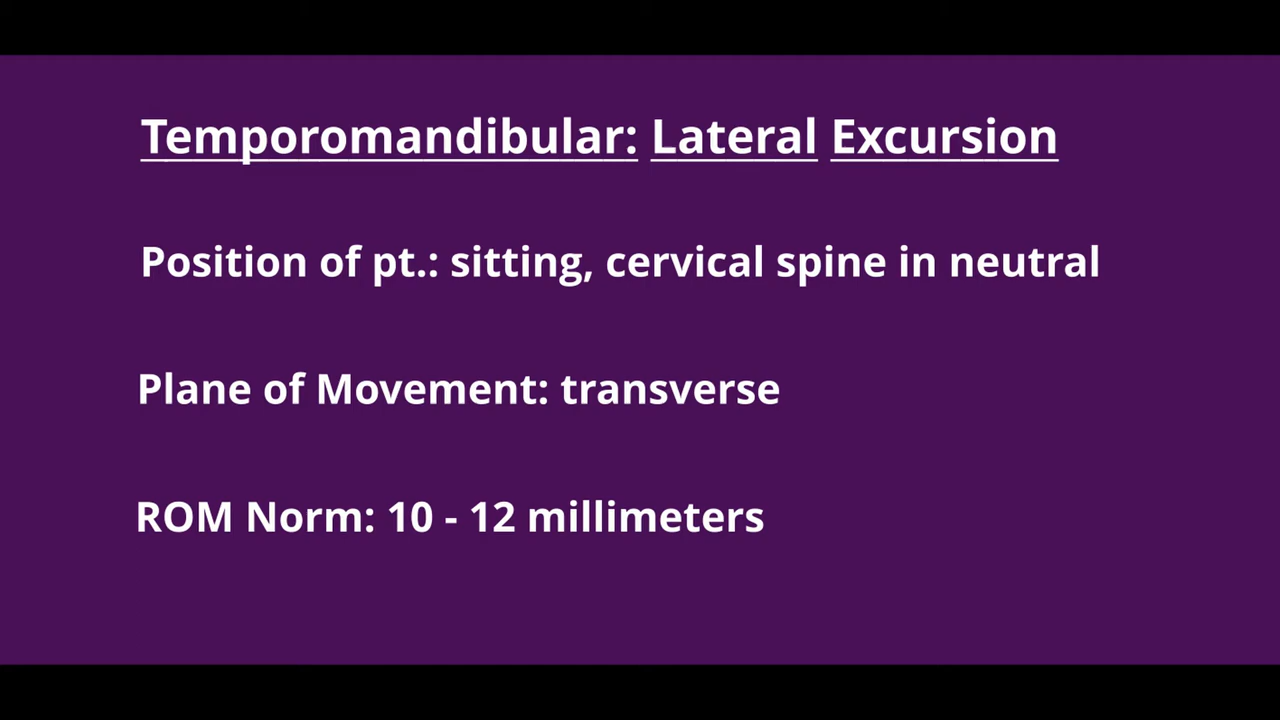 Temporomandibular: Lateral Excursion
Position of pt.: sitting, cervical spine in neutral
Plane of Movement: transverse
ROM Norm: 10 - 12 millimeters